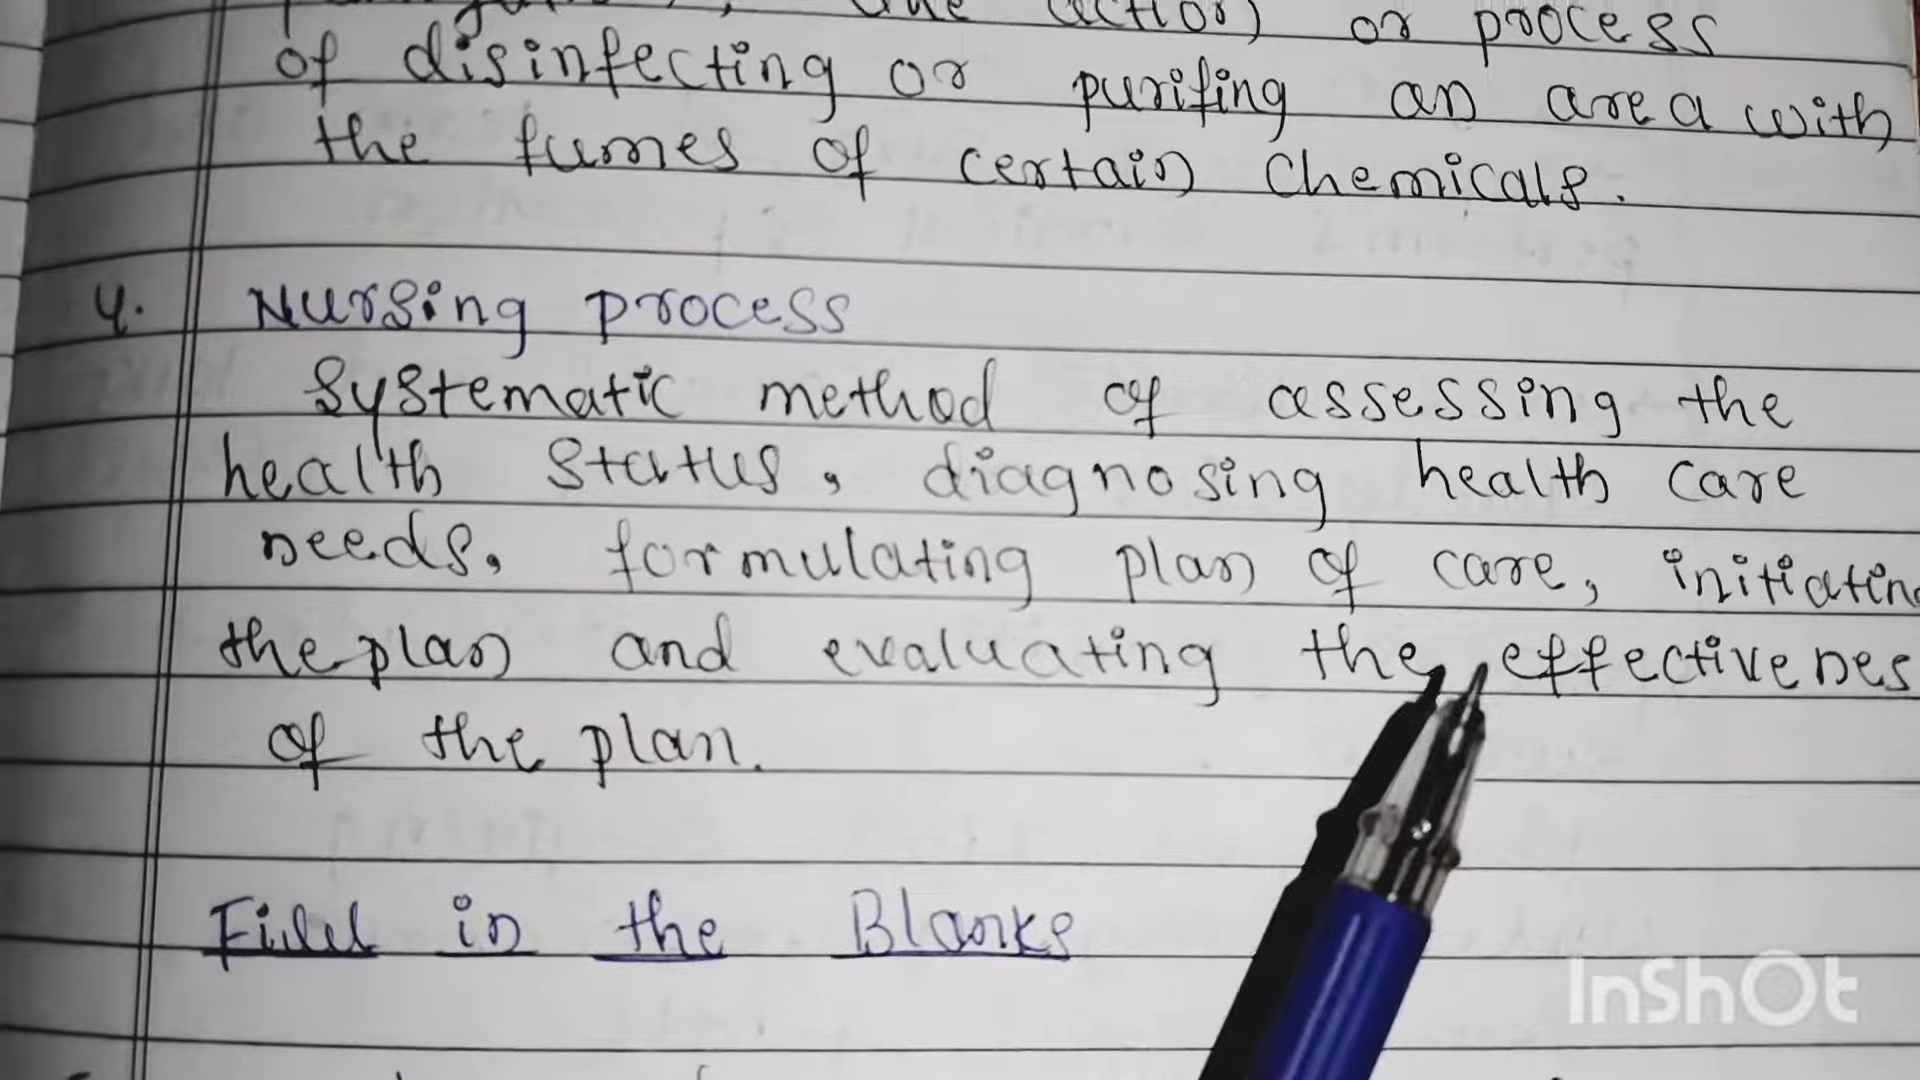 or process
of disinfecting or purifing an area with
the fumes of certain chemicals.
4. Nursing process
Systematic method of assessing the
health status, diagnosing health care
needs, formulating plan of care, initiating
the plan and evaluating the effectivenes
of the plan.
Fill in the Blanks
InShOt